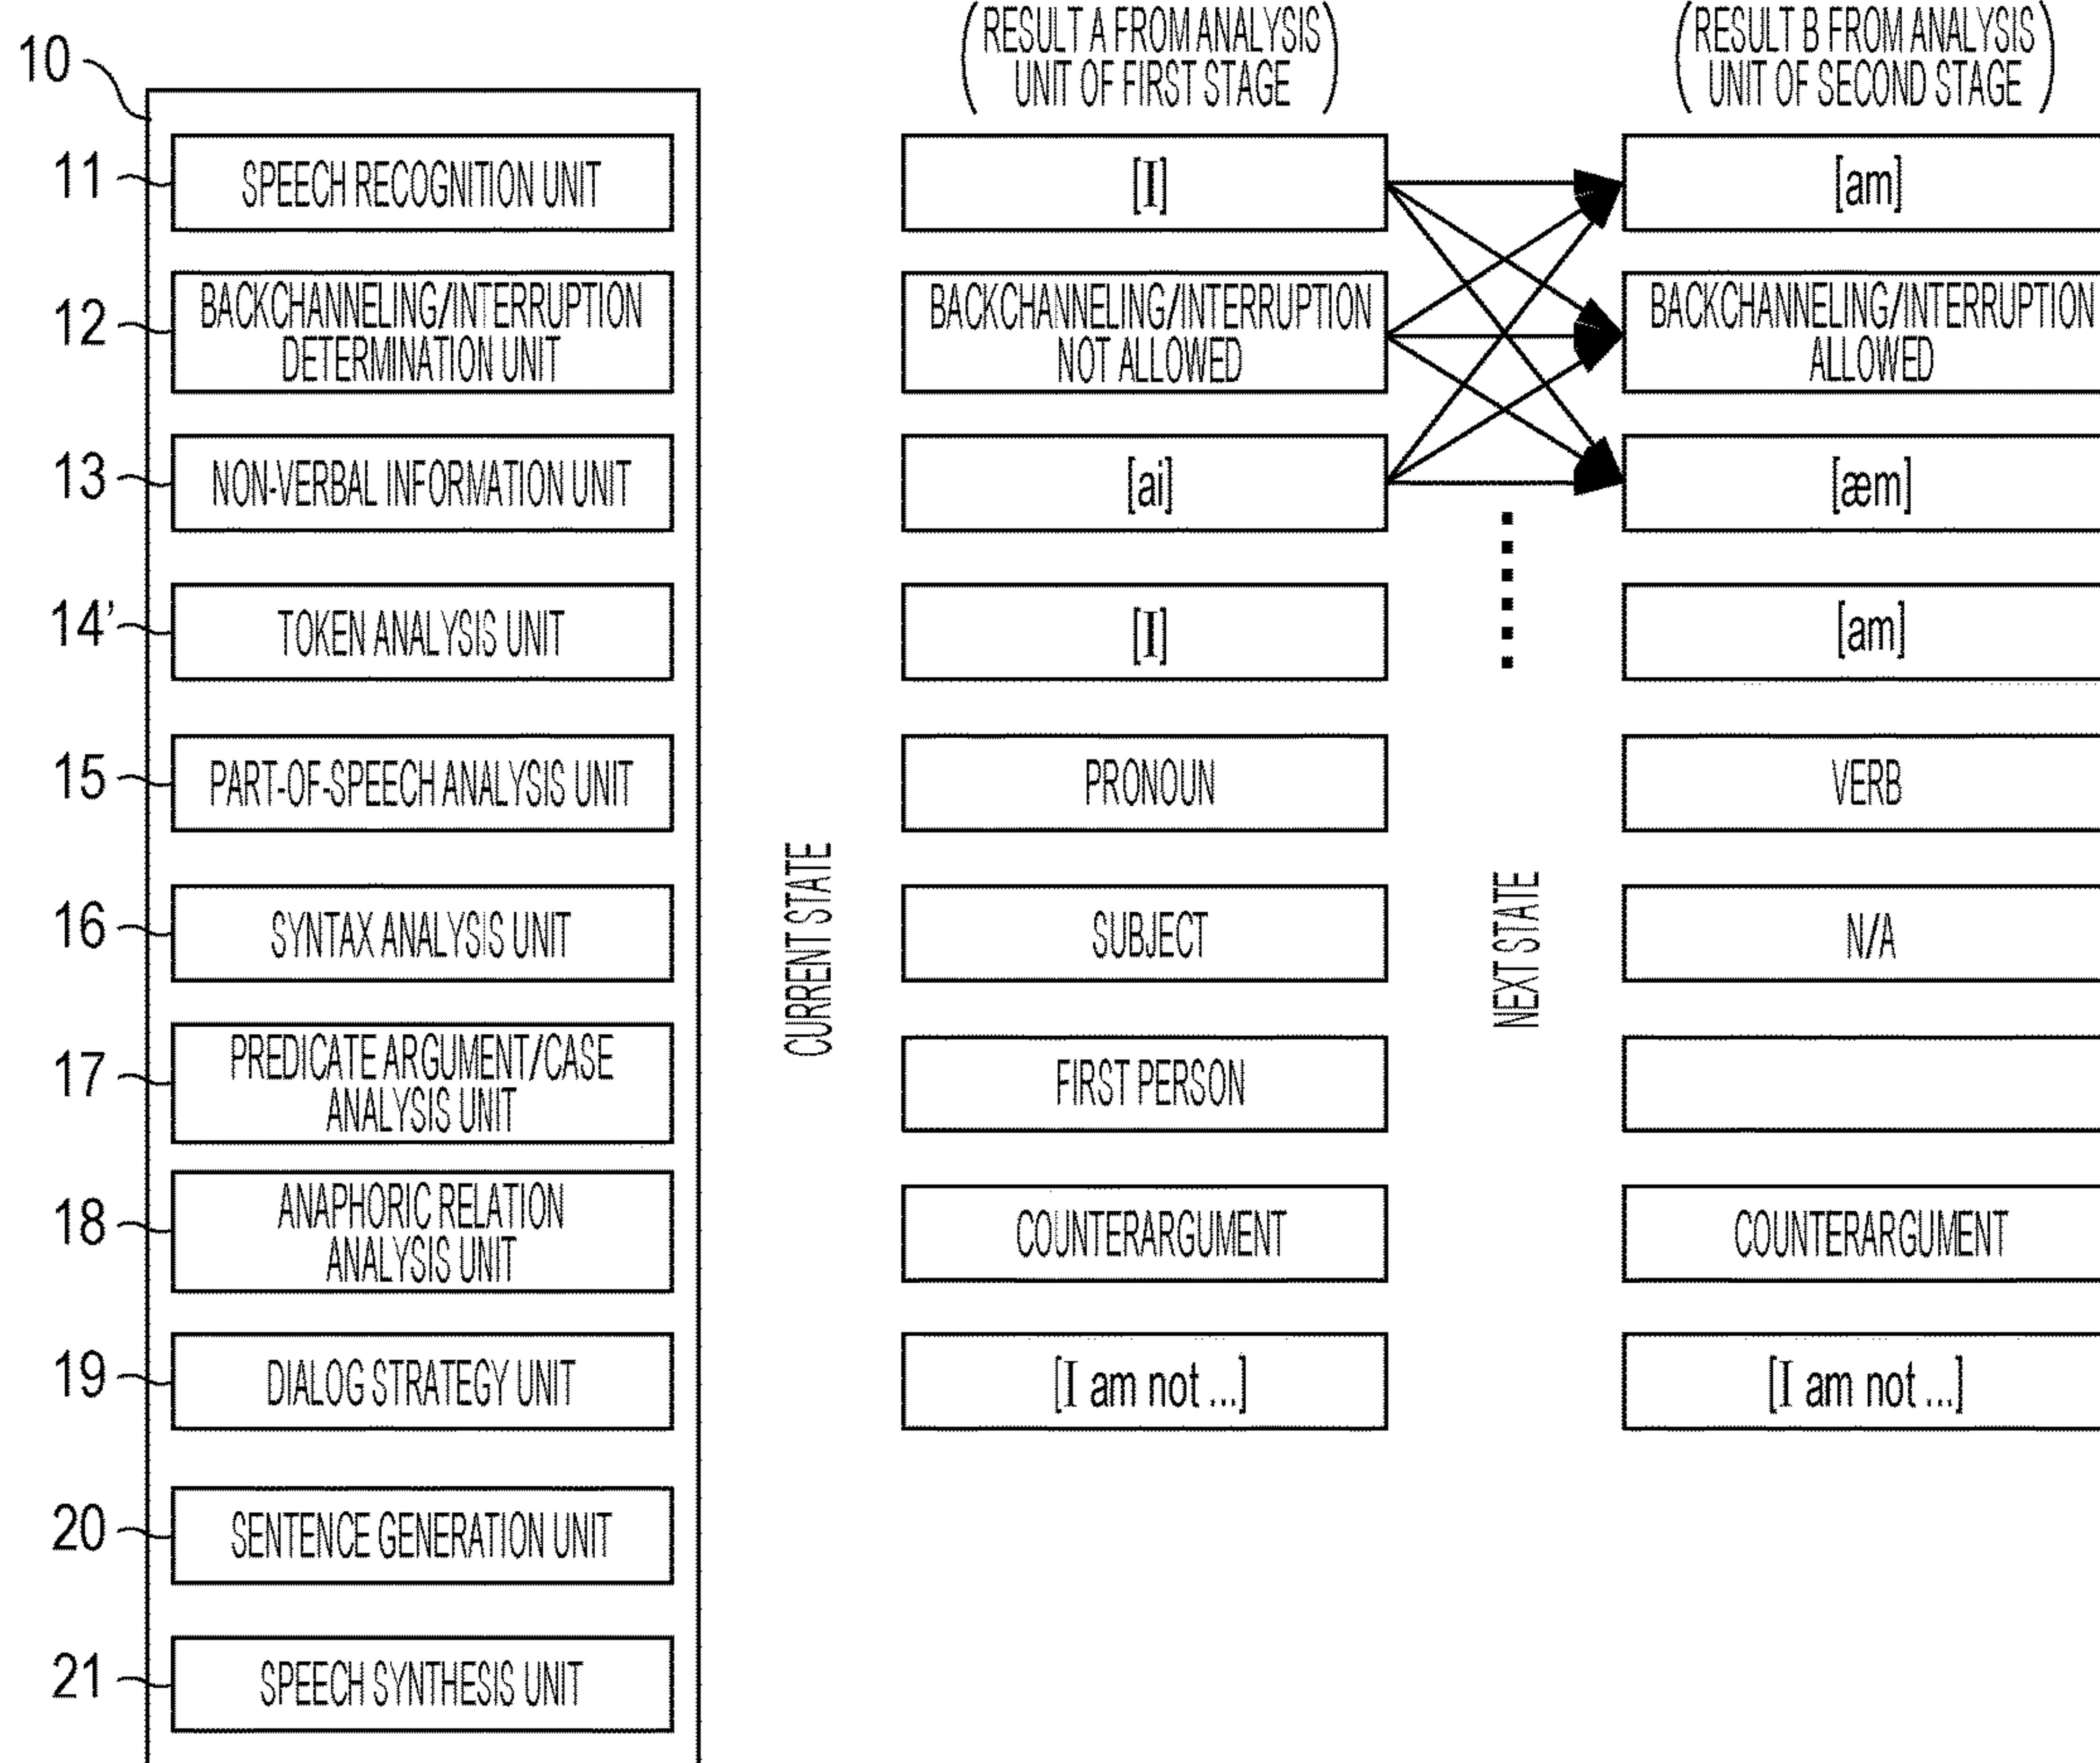 10
11
SPEECH RECOGNITION UNIT
12
BACKCHANNELING/INTERRUPTION
DETERMINATION UNIT
13
NON-VERBAL INFORMATION UNIT
14'
TOKEN ANALYSIS UNIT
15
PART-OF-SPEECH ANALYSIS UNIT
16
SYNTAX ANALYSIS UNIT
17
PREDICATE ARGUMENT/CASE
ANALYSIS UNIT
18
ANAPHORIC RELATION
ANALYSIS UNIT
19
DIALOG STRATEGY UNIT
20
SENTENCE GENERATION UNIT
21
SPEECH SYNTHESIS UNIT
CURRENT STATE
(RESULT A FROM ANALYSIS
UNIT OF FIRST STAGE)
[I]
BACKCHANNELING/INTERRUPTION
NOT ALLOWED
[ai]
[I]
PRONOUN
SUBJECT
FIRST PERSON
COUNTERARGUMENT
[I am not ...]
NEXT STATE
(RESULT B FROM ANALYSIS
UNIT OF SECOND STAGE)
[am]
BACKCHANNELING/INTERRUPTION
ALLOWED
[æm]
[am]
VERB
N/A
COUNTERARGUMENT
[I am not ...]